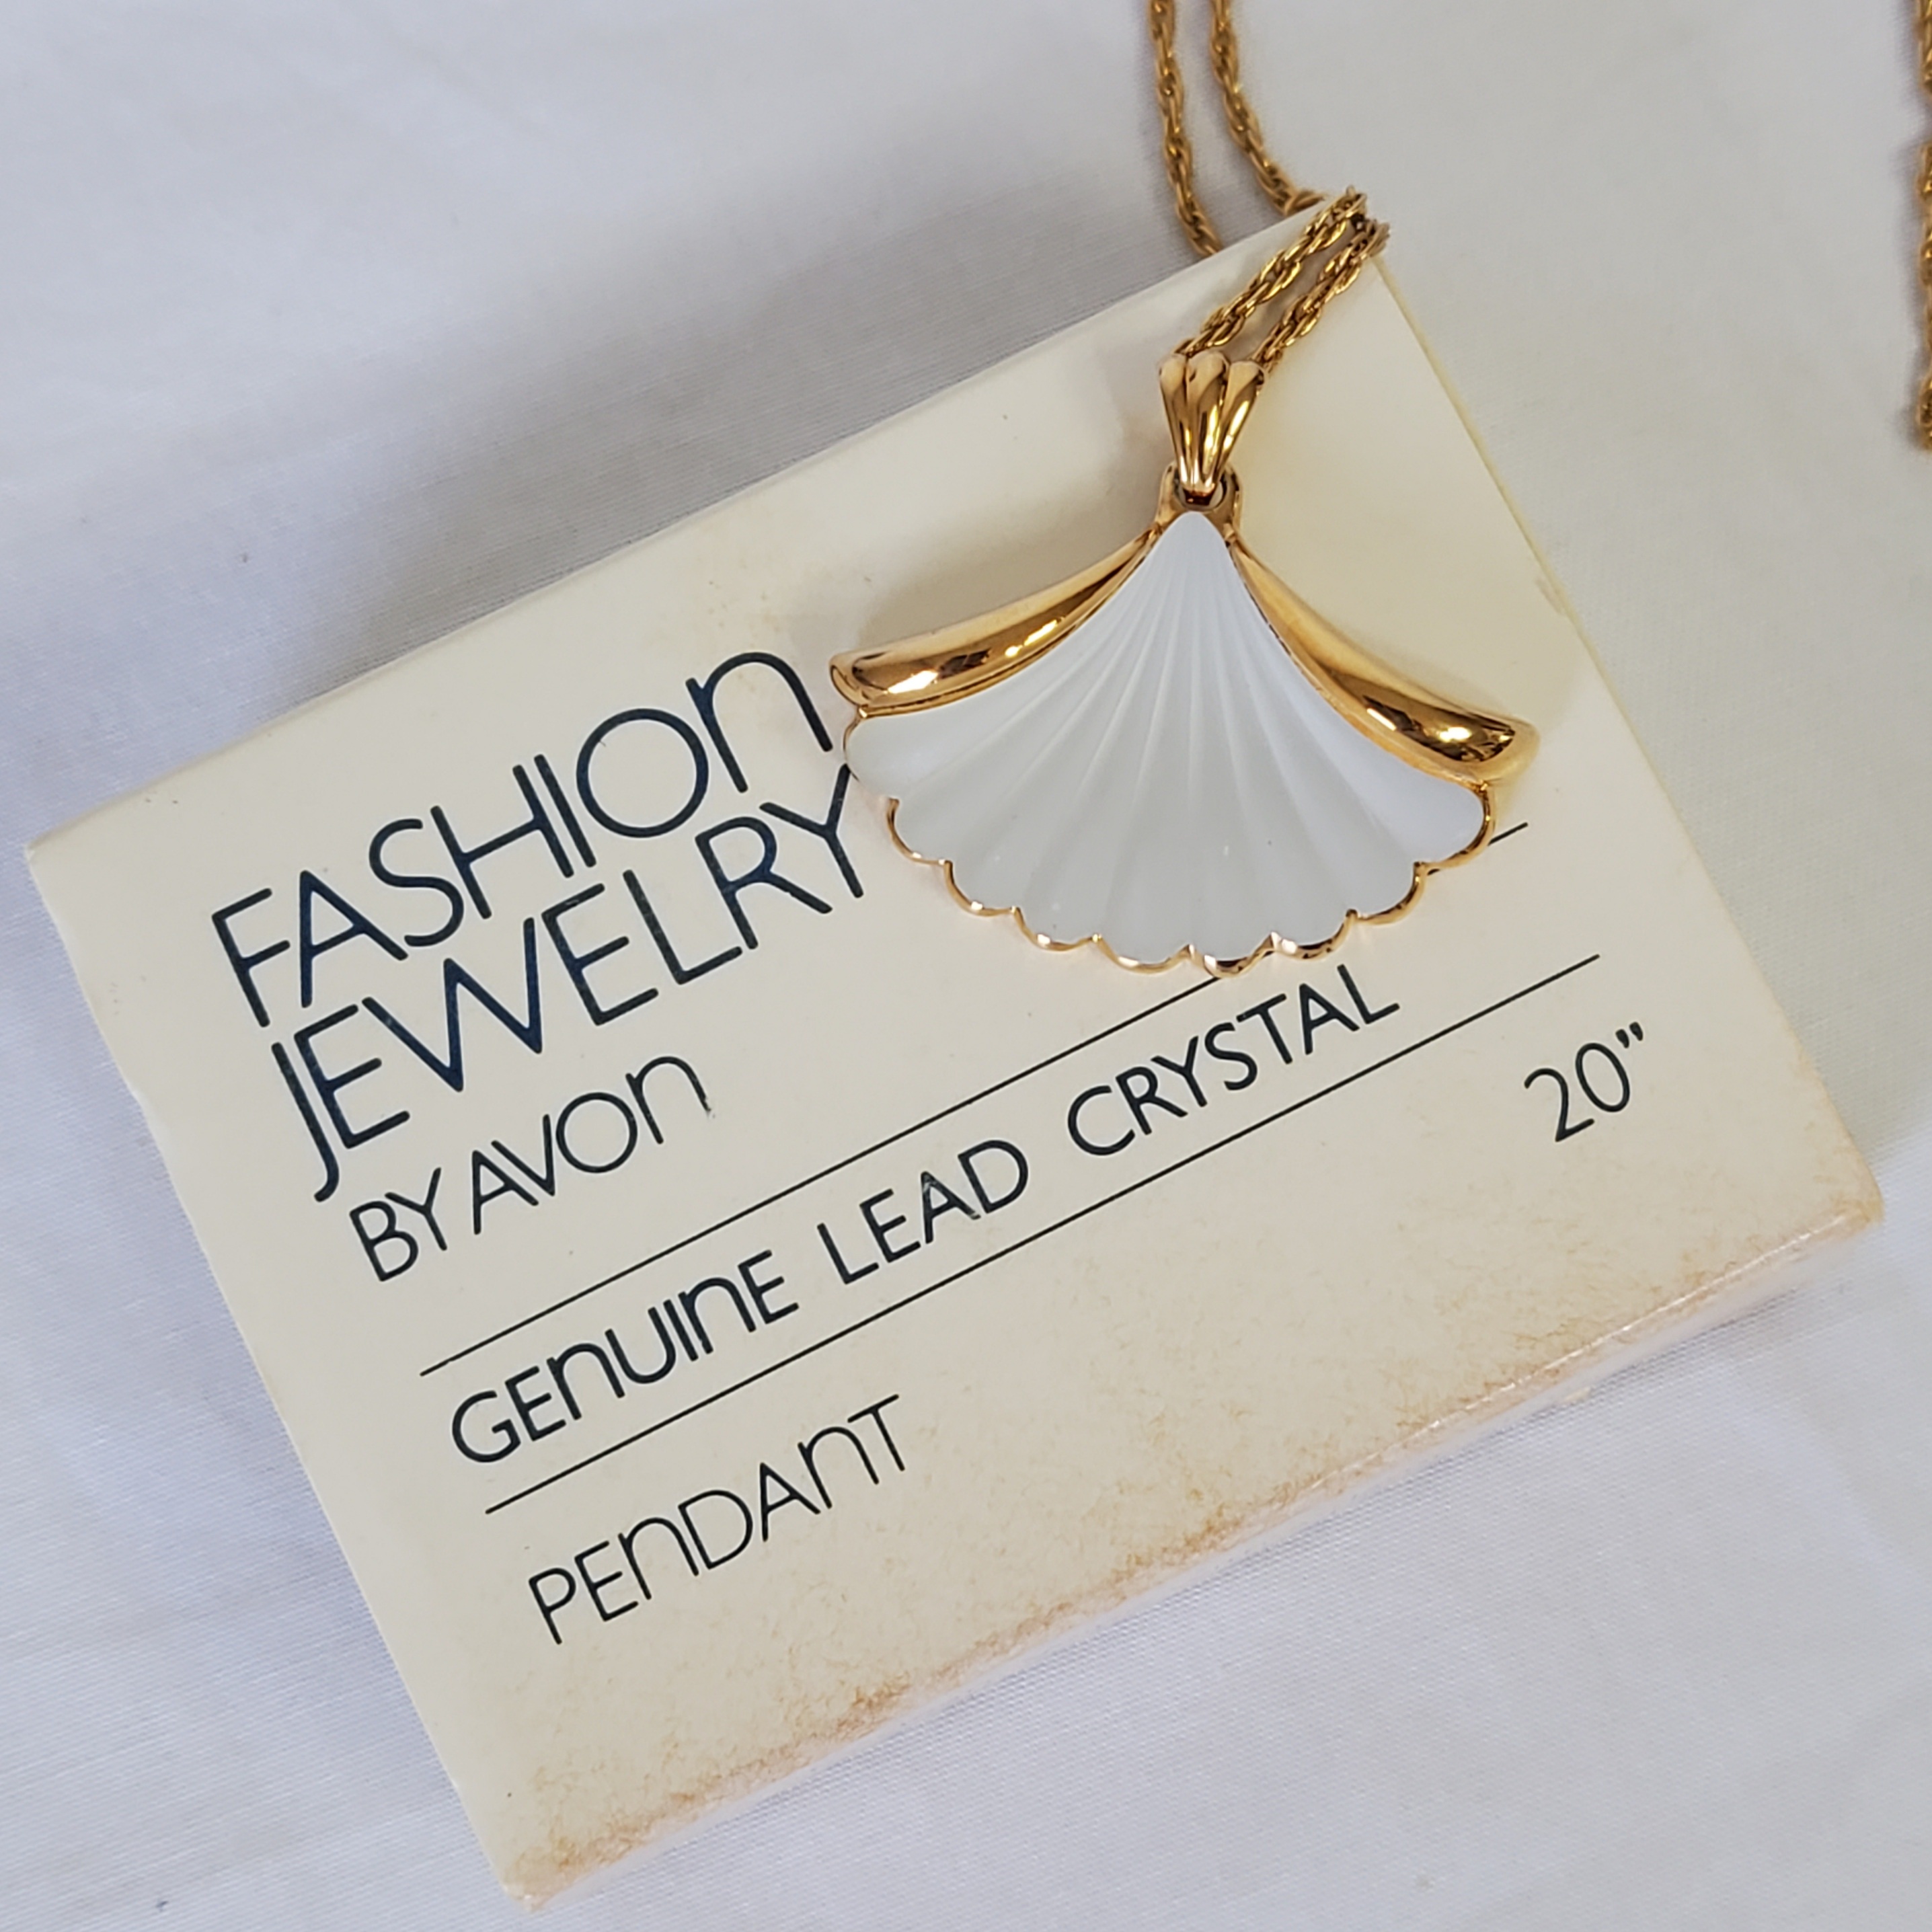 FASHION
JEWELRY
BY AVON
GENUINE LEAD CRYSTAL
PENDANT 20"